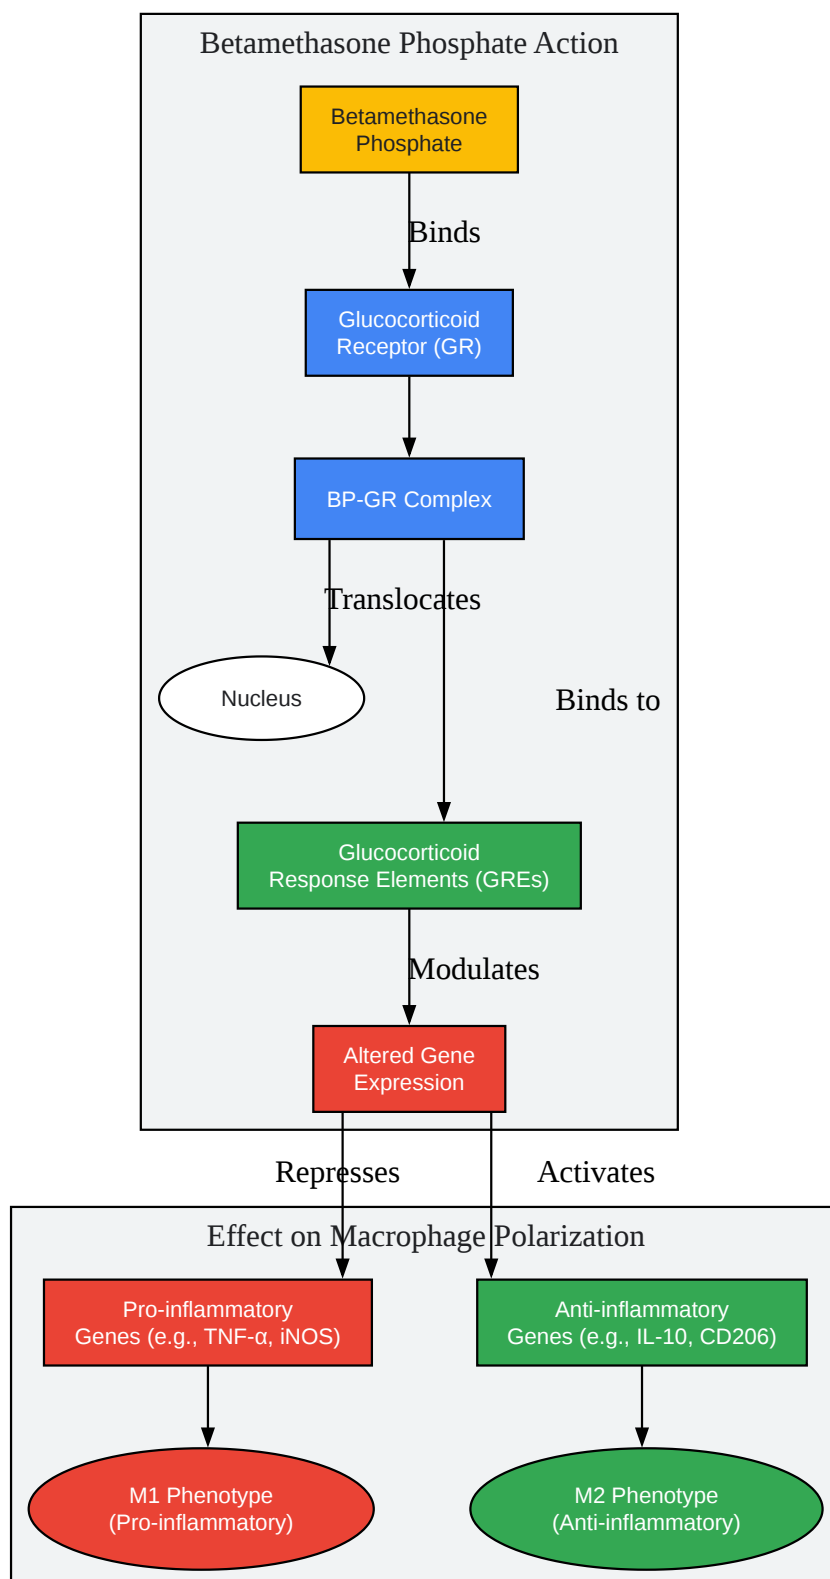 Betamethasone Phosphate Action
Betamethasone
Phosphate
Binds
Glucocorticoid
Receptor (GR)
BP-GR Complex
Translocates
Nucleus
Binds to
Glucocorticoid
Response Elements (GREs)
Modulates
Altered Gene
Expression
Represses
Activates
Effect on Macrophage Polarization
Pro-inflammatory
Genes (e.g., TNF-α, iNOS)
Anti-inflammatory
Genes (e.g., IL-10, CD206)
M1 Phenotype
(Pro-inflammatory)
M2 Phenotype
(Anti-inflammatory)